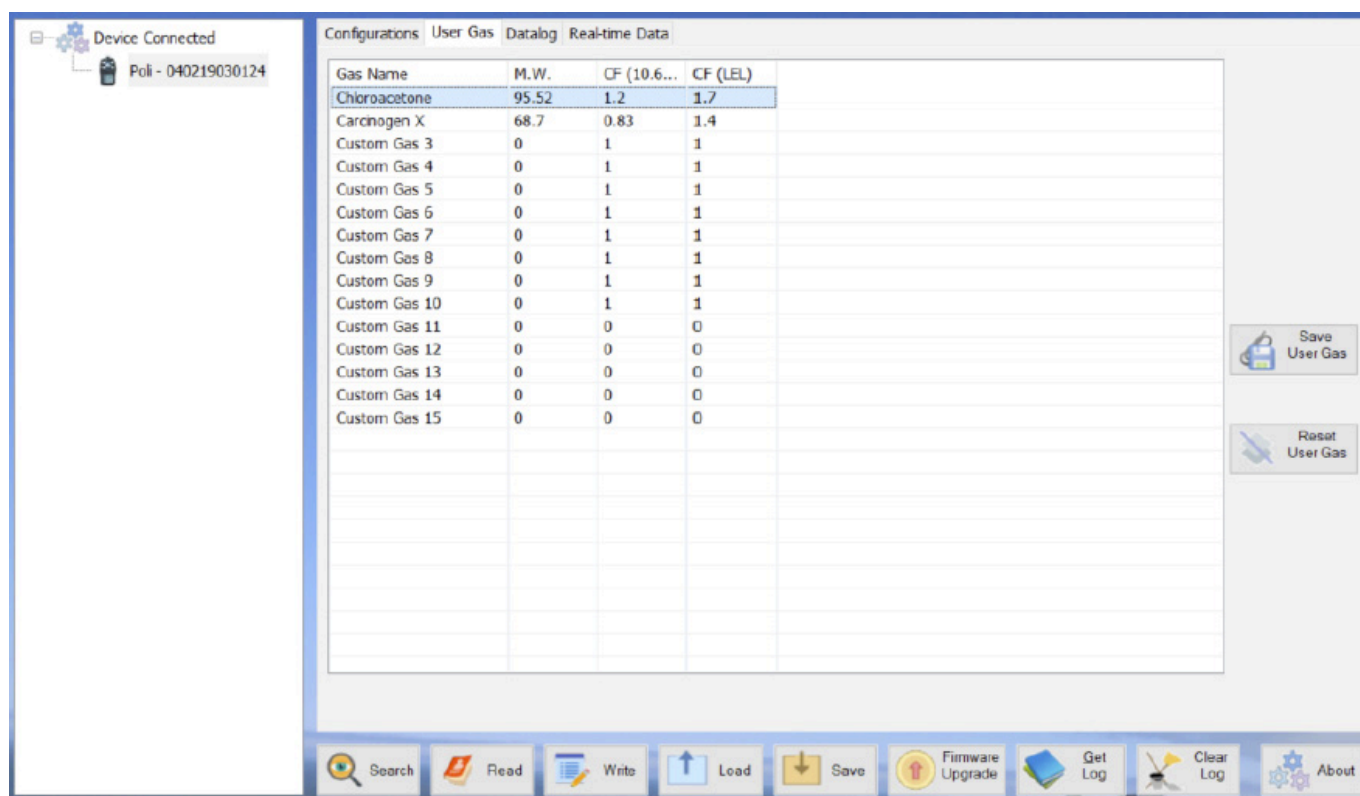 Device Connected
Poli - 040219030124
Configurations User Gas Datalog Real-time Data
Gas Name M.W. CF (10.6... CF (LEL)
Chloroacetone 95.52 1.2 1.7
Carcinogen X 68.7 0.83 1.4
Custom Gas 3 0 1 1
Custom Gas 4 0 1 1
Custom Gas 5 0 1 1
Custom Gas 6 0 1 1
Custom Gas 7 0 1 1
Custom Gas 8 0 1 1
Custom Gas 9 0 1 1
Custom Gas 10 0 1 1
Custom Gas 11 0 0 0
Custom Gas 12 0 0 0
Custom Gas 13 0 0 0
Custom Gas 14 0 0 0
Custom Gas 15 0 0 0
Save
User Gas
Reset
User Gas
Search
Read
Write
Load
Save
Firmware
Upgrade
Get
Log
Clear
Log
About